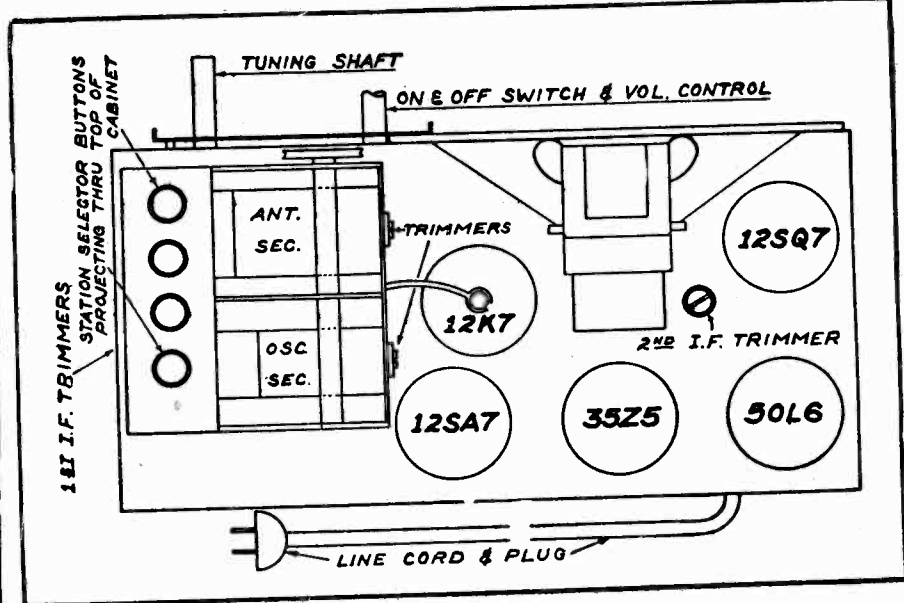 TUNING SHAFT
ON & OFF SWITCH & VOL. CONTROL
STATION SELECTOR BUTTONS
PROJECTING THRU TOP OF
CABINET
1ST I.F. TRIMMERS
ANT.
SEC.
TRIMMERS
12SQ7
12K7
2ND I.F. TRIMMER
OSC
SEC.
12SA7
35Z5
50L6
LINE CORD & PLUG